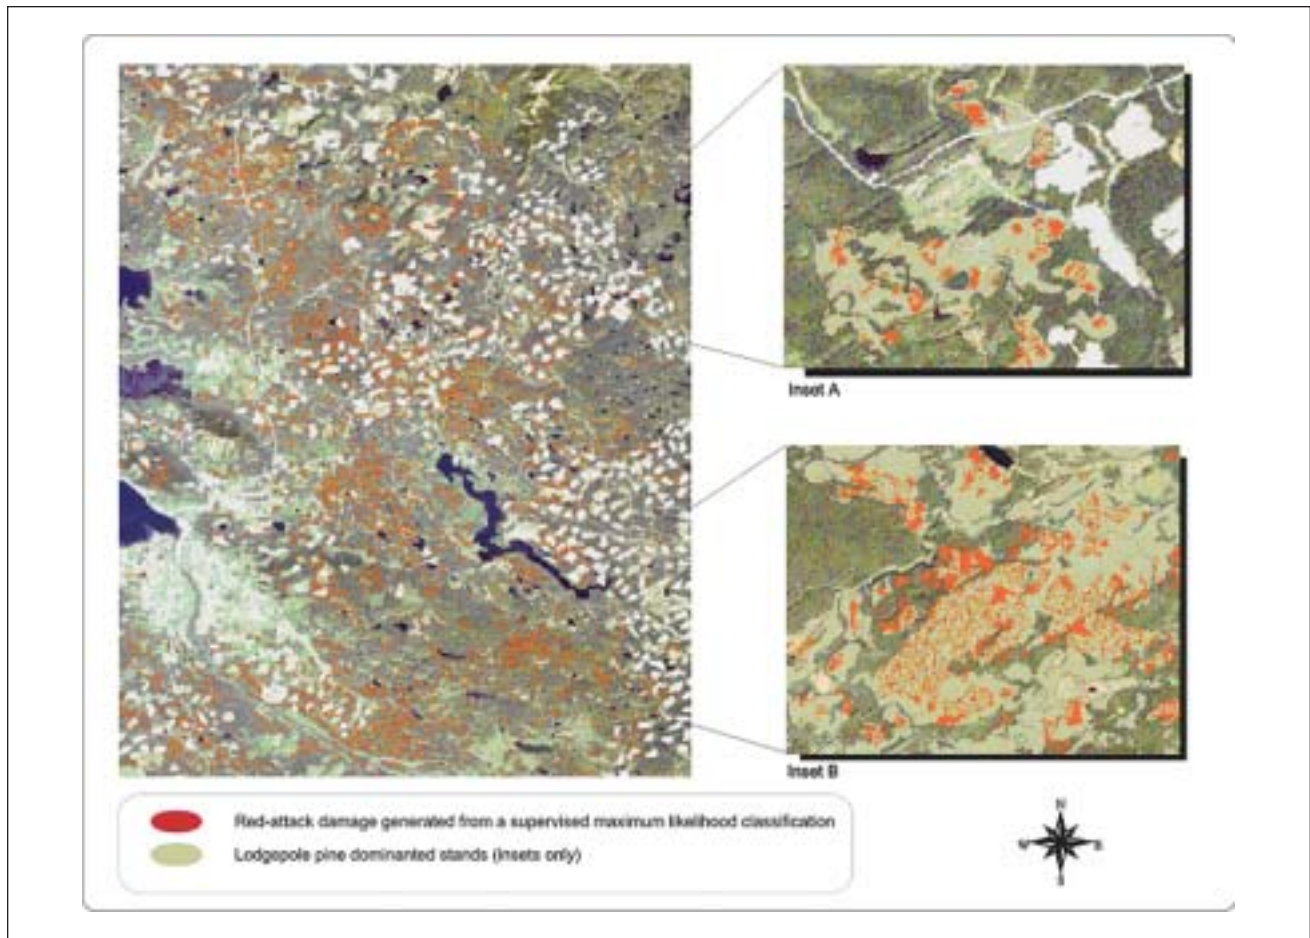 Inset A
Inset B
Red-attack damage generated from a supervised maximum likelihood classification
Lodgepole pine dominanted stands (Insets only)
N
W
E
S